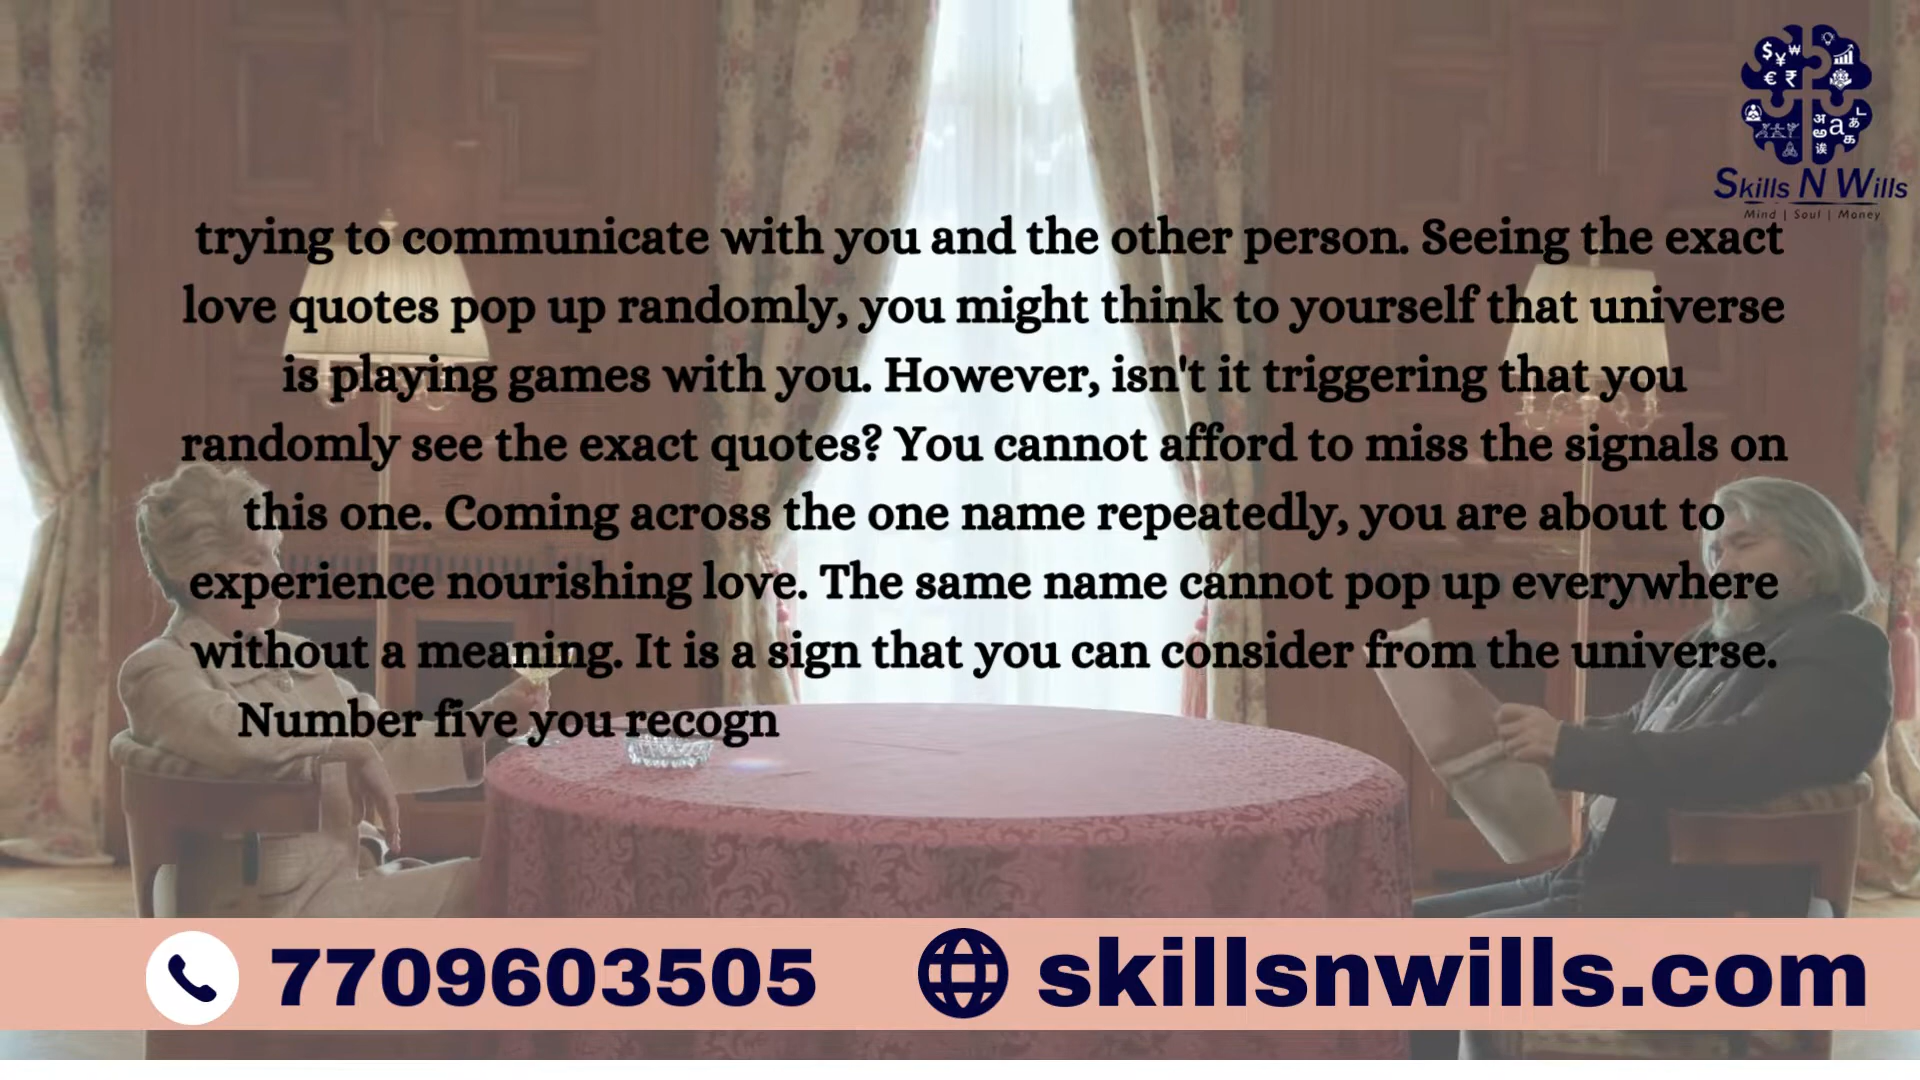 $ ¥ ₩
€ ₹
अ a あ
诶
Skills N Wills
Mind | Soul | Money
trying to communicate with you and the other person. Seeing the exact
love quotes pop up randomly, you might think to yourself that universe
is playing games with you. However, isn't it triggering that you
randomly see the exact quotes? You cannot afford to miss the signals on
this one. Coming across the one name repeatedly, you are about to
experience nourishing love. The same name cannot pop up everywhere
without a meaning. It is a sign that you can consider from the universe.
Number five you recogn
7709603505
skillsnwills.com